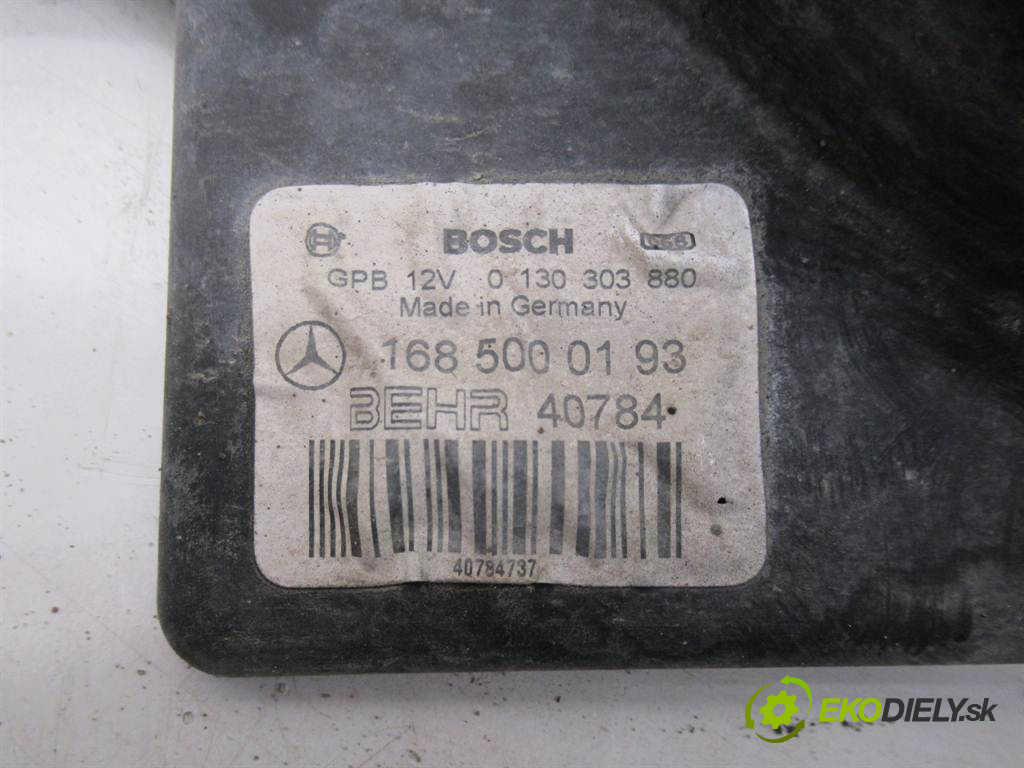 BOSCH
GPB 12V 0 130 303 880
Made in Germany
168 500 01 93
BEHR 40784
40784737
EKODIELY.sk